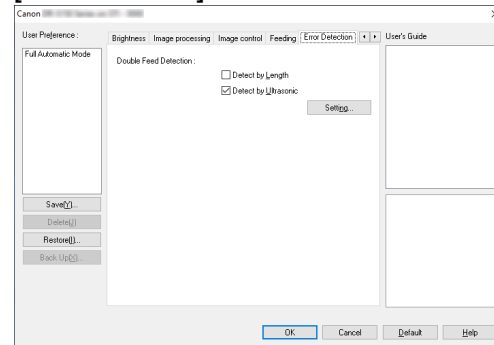 Canon
User Preference :
Full Automatic Mode
Brightness Image processing Image control Feeding Error Detection
User's Guide
Double Feed Detection :
Detect by Length
Detect by Ultrasonic
Setting...
Save(Y)...
Delete(J)
Restore(I)...
Back Up(X)...
OK Cancel Default Help